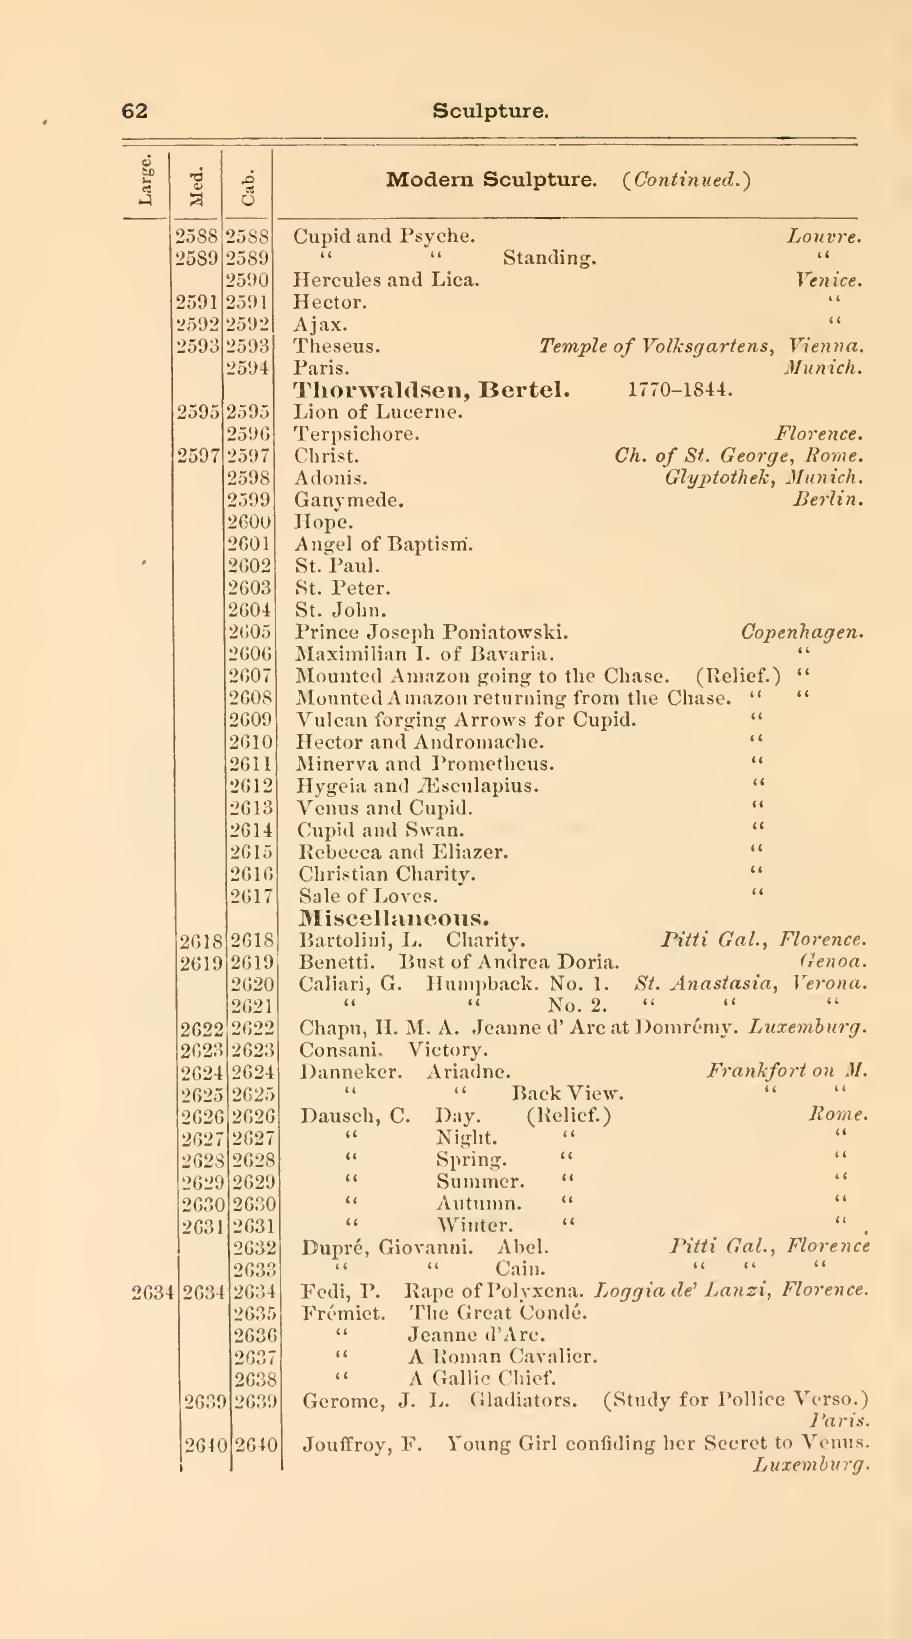 62 Sculpture.
Large. Med. Cab. Modern Sculpture. (Continued.)
2588 2588 Cupid and Psyche. Louvre.
2589 2589 “ “ Standing. “
2590 Hercules and Lica. Venice.
2591 2591 Hector. “
2592 2592 Ajax. “
2593 2593 Theseus. Temple of Volksgartens, Vienna.
2594 Paris. Munich.
Thorwaldsen, Bertel. 1770–1844.
2595 2595 Lion of Lucerne.
2596 Terpsichore. Florence.
2597 2597 Christ. Ch. of St. George, Rome.
2598 Adonis. Glyptothek, Munich.
2599 Ganymede. Berlin.
2600 Hope.
2601 Angel of Baptism.
2602 St. Paul.
2603 St. Peter.
2604 St. John.
2605 Prince Joseph Poniatowski. Copenhagen.
2606 Maximilian I. of Bavaria. “
2607 Mounted Amazon going to the Chase. (Relief.) “
2608 Mounted Amazon returning from the Chase. “ “
2609 Vulcan forging Arrows for Cupid. “
2610 Hector and Andromache. “
2611 Minerva and Prometheus. “
2612 Hygeia and Æsculapius. “
2613 Venus and Cupid. “
2614 Cupid and Swan. “
2615 Rebecca and Eliazer. “
2616 Christian Charity. “
2617 Sale of Loves. “
Miscellaneous.
2618 2618 Bartolini, L. Charity. Pitti Gal., Florence.
2619 2619 Benetti. Bust of Andrea Doria. Genoa.
2620 Caliari, G. Humpback. No. 1. St. Anastasia, Verona.
2621 “ “ No. 2. “ “ “
2622 2622 Chapu, H. M. A. Jeanne d' Arc at Domrémy. Luxemburg.
2623 2623 Consani. Victory.
2624 2624 Danneker. Ariadne. Frankfort on M.
2625 2625 “ “ Back View. “ “
2626 2626 Dausch, C. Day. (Relief.) Rome.
2627 2627 “ Night. “ “
2628 2628 “ Spring. “ “
2629 2629 “ Summer. “ “
2630 2630 “ Autumn. “ “
2631 2631 “ Winter. “ “
2632 Dupré, Giovanni. Abel. Pitti Gal., Florence
2633 “ “ Cain. “ “ “
2634 2634 2634 Fedi, P. Rape of Polyxena. Loggia de' Lanzi, Florence.
2635 Frémiet. The Great Condé.
2636 “ Jeanne d'Arc.
2637 “ A Roman Cavalier.
2638 “ A Gallic Chief.
2639 2639 Gerome, J. L. Gladiators. (Study for Pollice Verso.)
Paris.
2640 2640 Jouffroy, F. Young Girl confiding her Secret to Venus.
Luxemburg.